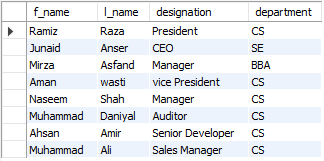 f_name l_name designation department
Ramiz Raza President CS
Junaid Anser CEO SE
Mirza Asfand Manager BBA
Aman wasti vice President CS
Naseem Shah Manager CS
Muhammad Daniyal Auditor CS
Ahsan Amir Senior Developer CS
Muhammad Ali Sales Manager CS